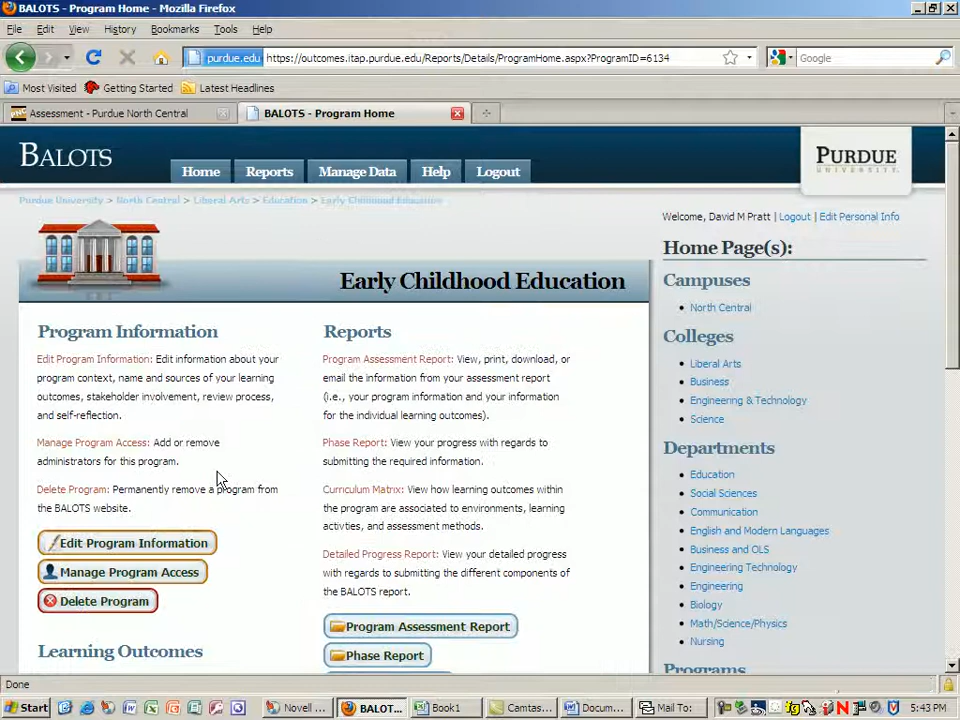 BALOTS - Program Home - Mozilla Firefox
File Edit View History Bookmarks Tools Help
purdue.edu https://outcomes.itap.purdue.edu/Reports/Details/ProgramHome.aspx?ProgramID=6134
Google
Most Visited Getting Started Latest Headlines
Assessment - Purdue North Central
BALOTS - Program Home
BALOTS
Home Reports Manage Data Help Logout
PURDUE
UNIVERSITY
Purdue University > North Central > Liberal Arts > Education > Early Childhood Education
Welcome, David M Pratt | Logout | Edit Personal Info
Early Childhood Education
Program Information
Edit Program Information: Edit information about your
program context, name and sources of your learning
outcomes, stakeholder involvement, review process,
and self-reflection.
Manage Program Access: Add or remove
administrators for this program.
Delete Program: Permanently remove a program from
the BALOTS website.
Edit Program Information
Manage Program Access
Delete Program
Learning Outcomes
Reports
Program Assessment Report: View, print, download, or
email the information from your assessment report
(i.e., your program information and your information
for the individual learning outcomes).
Phase Report: View your progress with regards to
submitting the required information.
Curriculum Matrix: View how learning outcomes within
the program are associated to environments, learning
activties, and assessment methods.
Detailed Progress Report: View your detailed progress
with regards to submitting the different components of
the BALOTS report.
Program Assessment Report
Phase Report
Home Page(s):
Campuses
North Central
Colleges
Liberal Arts
Business
Engineering & Technology
Science
Departments
Education
Social Sciences
Communication
English and Modern Languages
Business and OLS
Engineering Technology
Engineering
Biology
Math/Science/Physics
Nursing
Programs
Done
Start Novell ... BALOT... Book1 Camtas... Docum... Mail To: 5:43 PM